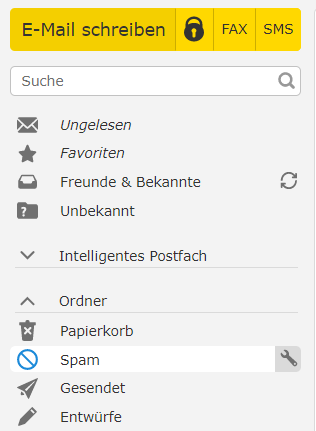 E-Mail schreiben FAX SMS
Suche
Ungelesen
Favoriten
Freunde & Bekannte
Unbekannt
Intelligentes Postfach
Ordner
Papierkorb
Spam
Gesendet
Entwürfe